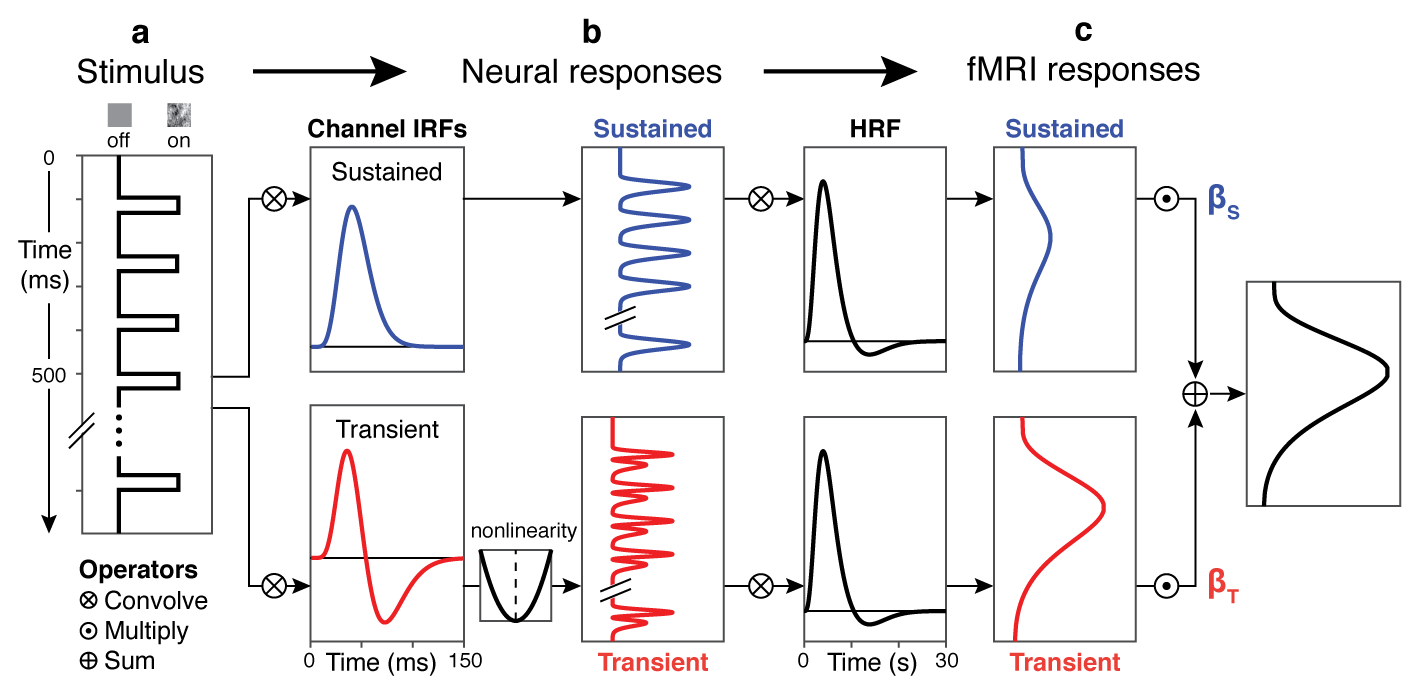 a
Stimulus
b
Neural responses
c
fMRI responses
off
on
Channel IRFs
Sustained
HRF
Sustained
0
Sustained
βS
Time
(ms)
500
Transient
nonlinearity
βT
Operators
Convolve
Multiply
Sum
0 Time (ms) 150
Transient
0 Time (s) 30
Transient